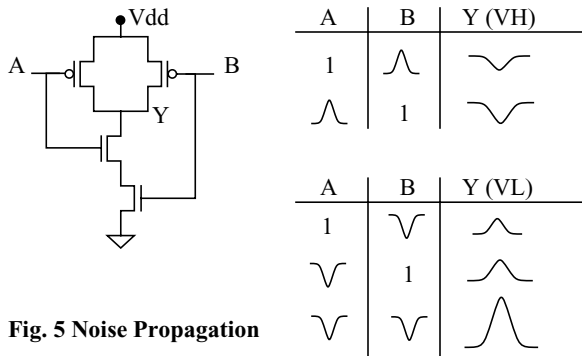 Vdd
A
B
Y
A B Y (VH)
1
1
A B Y (VL)
1
1
Fig. 5 Noise Propagation